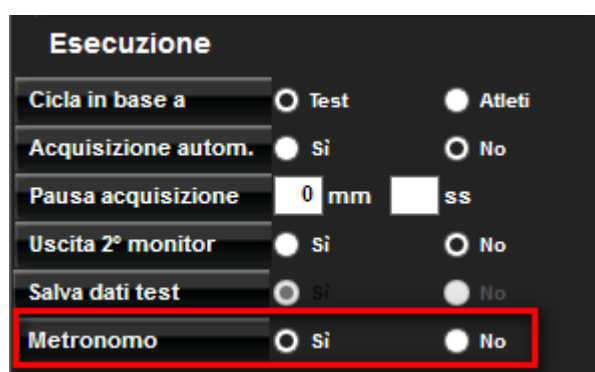 Esecuzione
Cicla in base a Test Atleti
Acquisizione autom. Sì No
Pausa acquisizione 0 mm ss
Uscita 2º monitor Sì No
Salva dati test Sì No
Metronomo Sì No